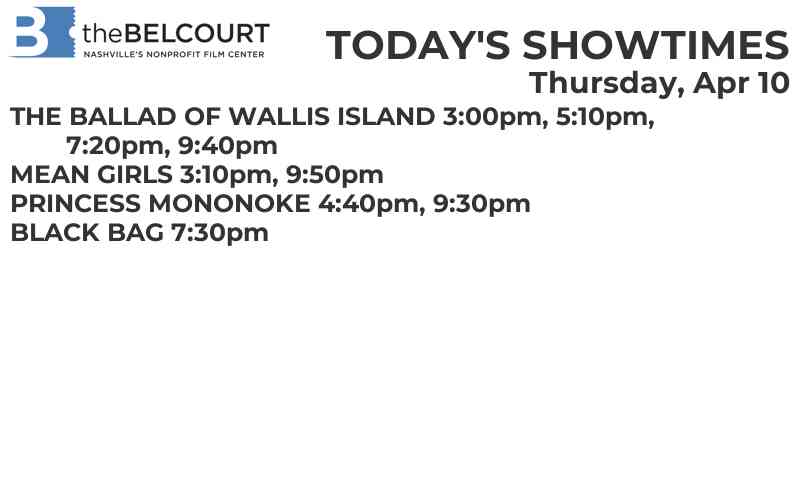 B theBELCOURT
NASHVILLE'S NONPROFIT FILM CENTER
TODAY'S SHOWTIMES
Thursday, Apr 10
THE BALLAD OF WALLIS ISLAND 3:00pm, 5:10pm,
7:20pm, 9:40pm
MEAN GIRLS 3:10pm, 9:50pm
PRINCESS MONONOKE 4:40pm, 9:30pm
BLACK BAG 7:30pm